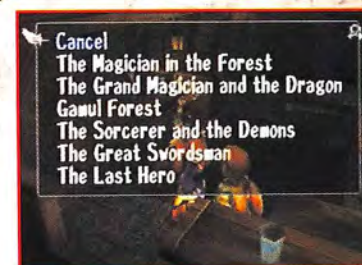 Cancel
The Magician in the Forest
The Grand Magician and the Dragon
Gamul Forest
The Sorcerer and the Demons
The Great Swordsman
The Last Hero